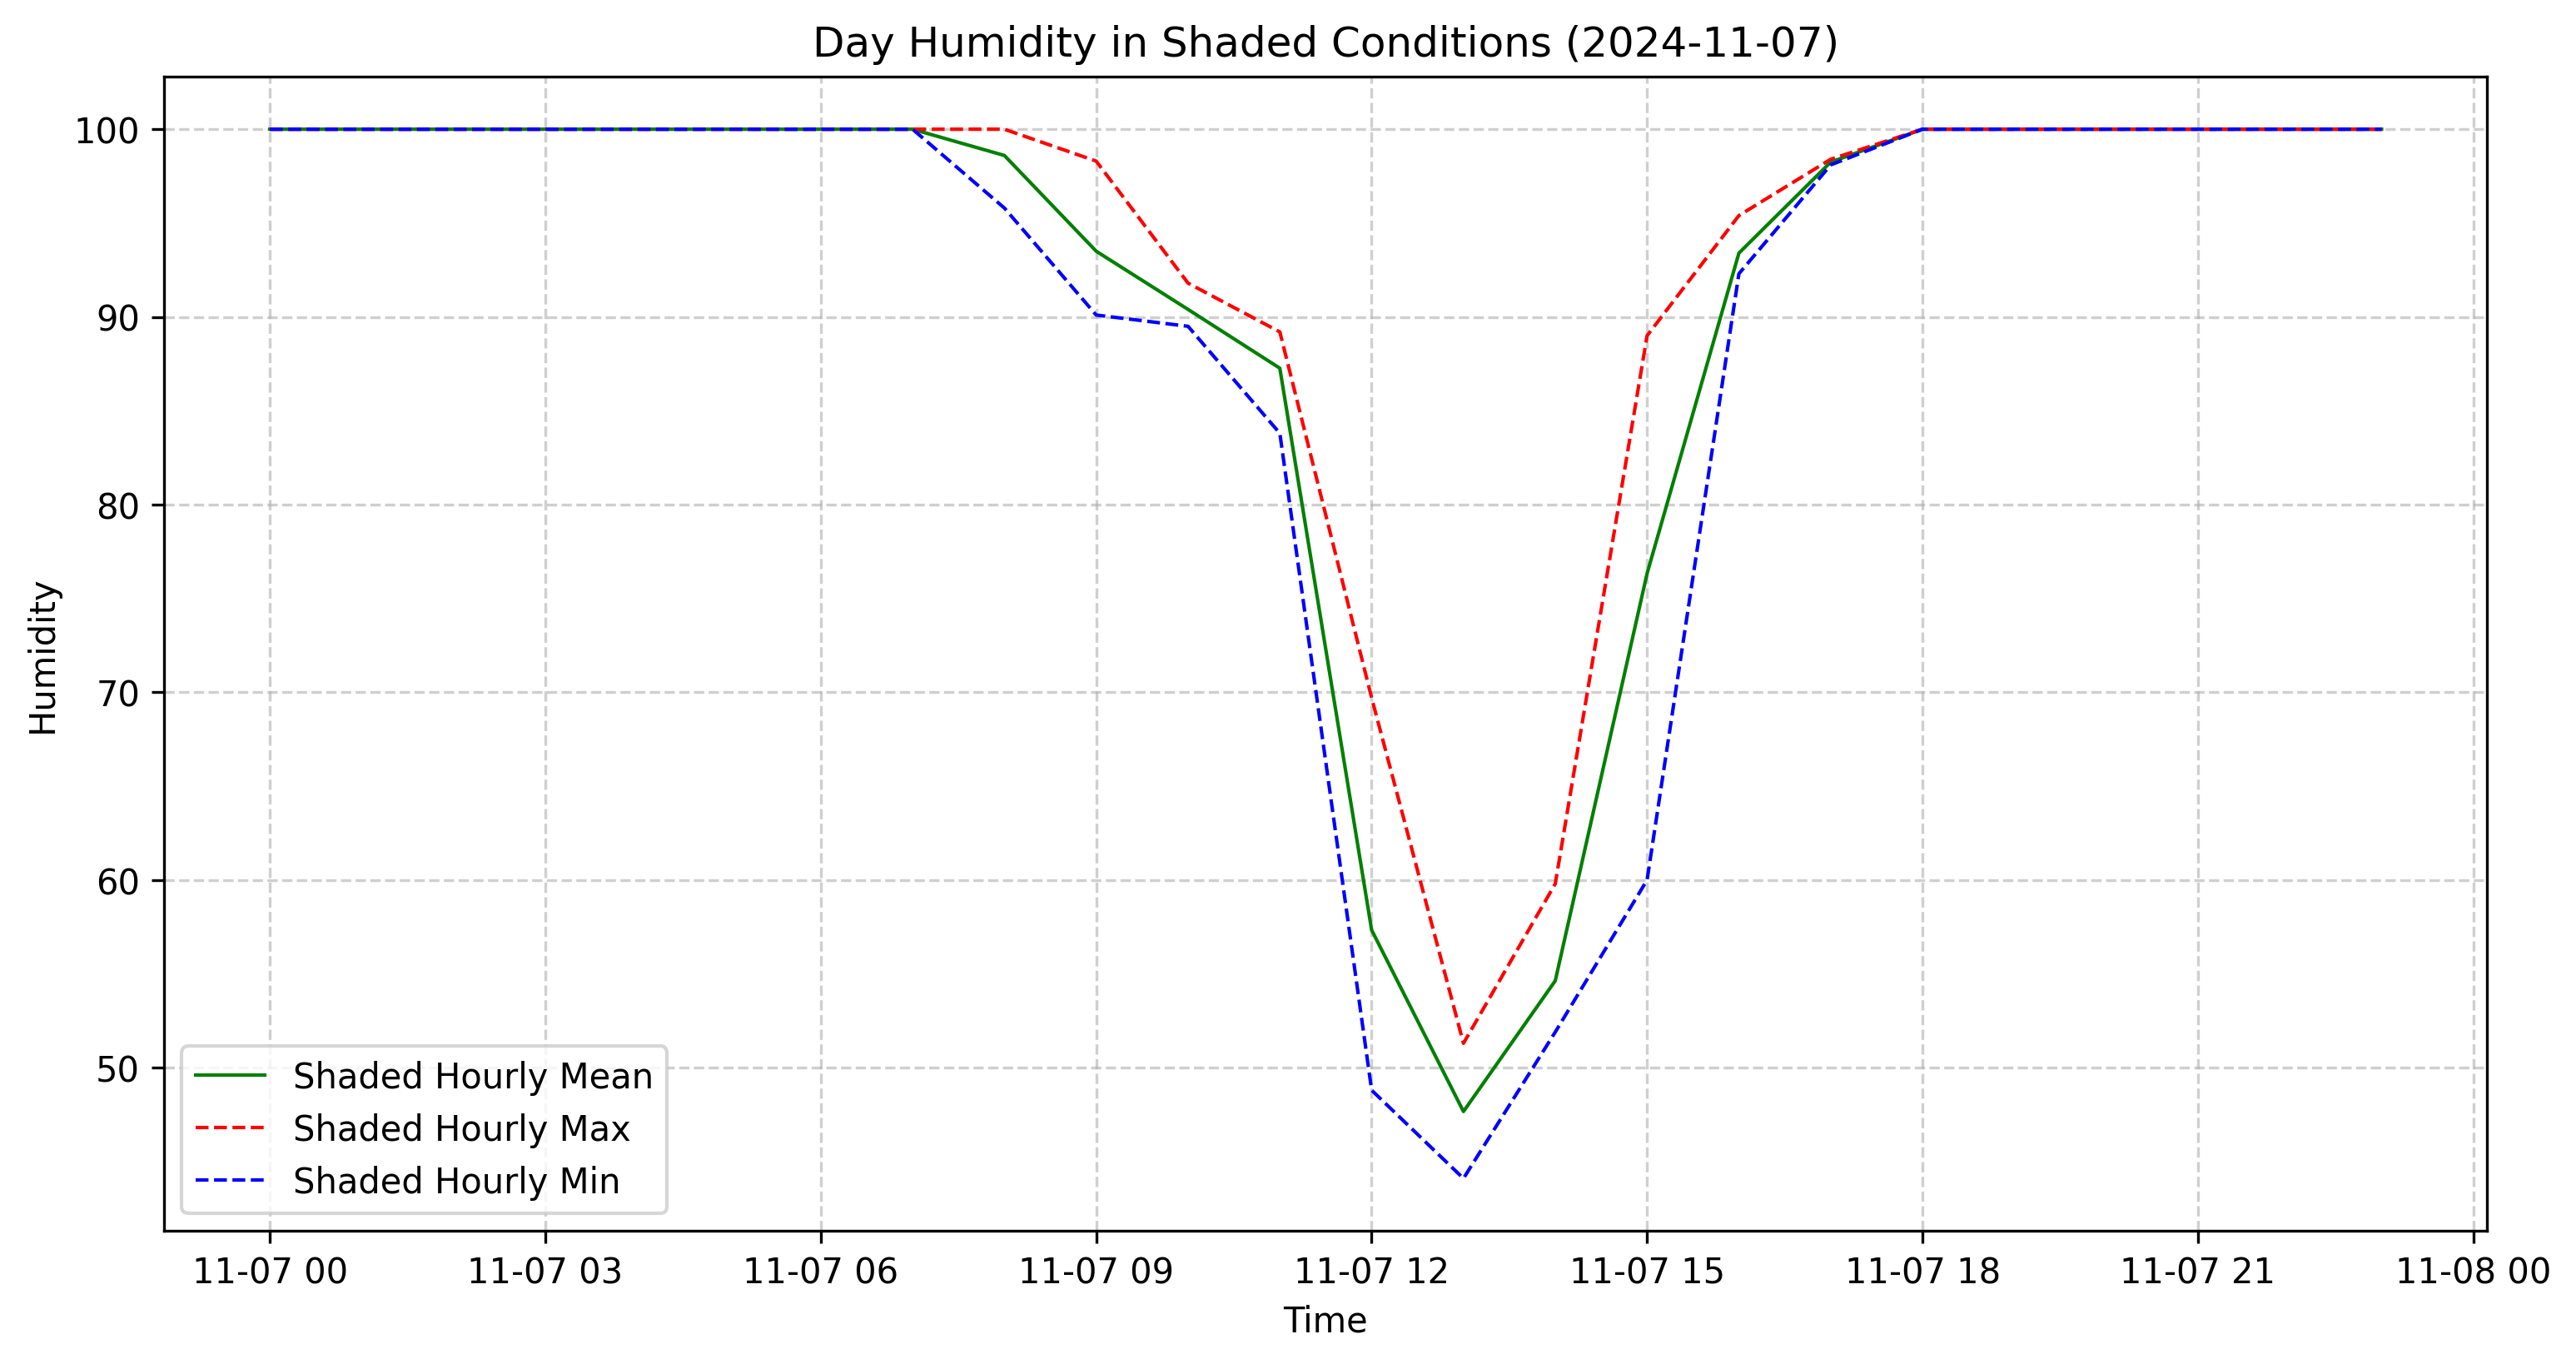 Day Humidity in Shaded Conditions (2024-11-07)
100
90
80
70
60
50
Humidity
Shaded Hourly Mean
Shaded Hourly Max
Shaded Hourly Min
11-07 00 11-07 03 11-07 06 11-07 09 11-07 12 11-07 15 11-07 18 11-07 21 11-08 00
Time